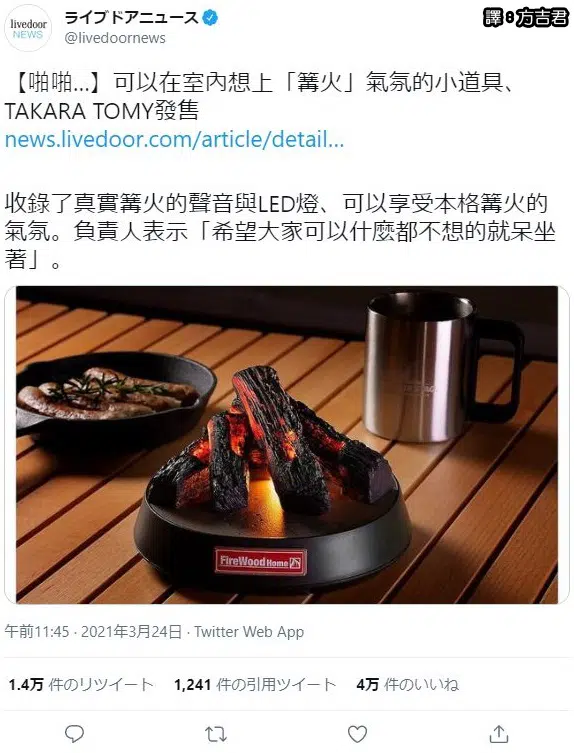 livedoor
NEWS
ライブドアニュース
@livedoornews
譯:方吉君
【啪啪...】可以在室內想上「篝火」氣氛的小道具、
TAKARA TOMY發售
news.livedoor.com/article/detail...
收錄了真實篝火的聲音與LED燈、可以享受本格篝火的
氣氛。負責人表示「希望大家可以什麼都不想的就呆坐
著」。
FireWood Home
午前11:45 · 2021年3月24日 · Twitter Web App
1.4万 件のリツイート 1,241 件の引用ツイート 4万 件のいいね